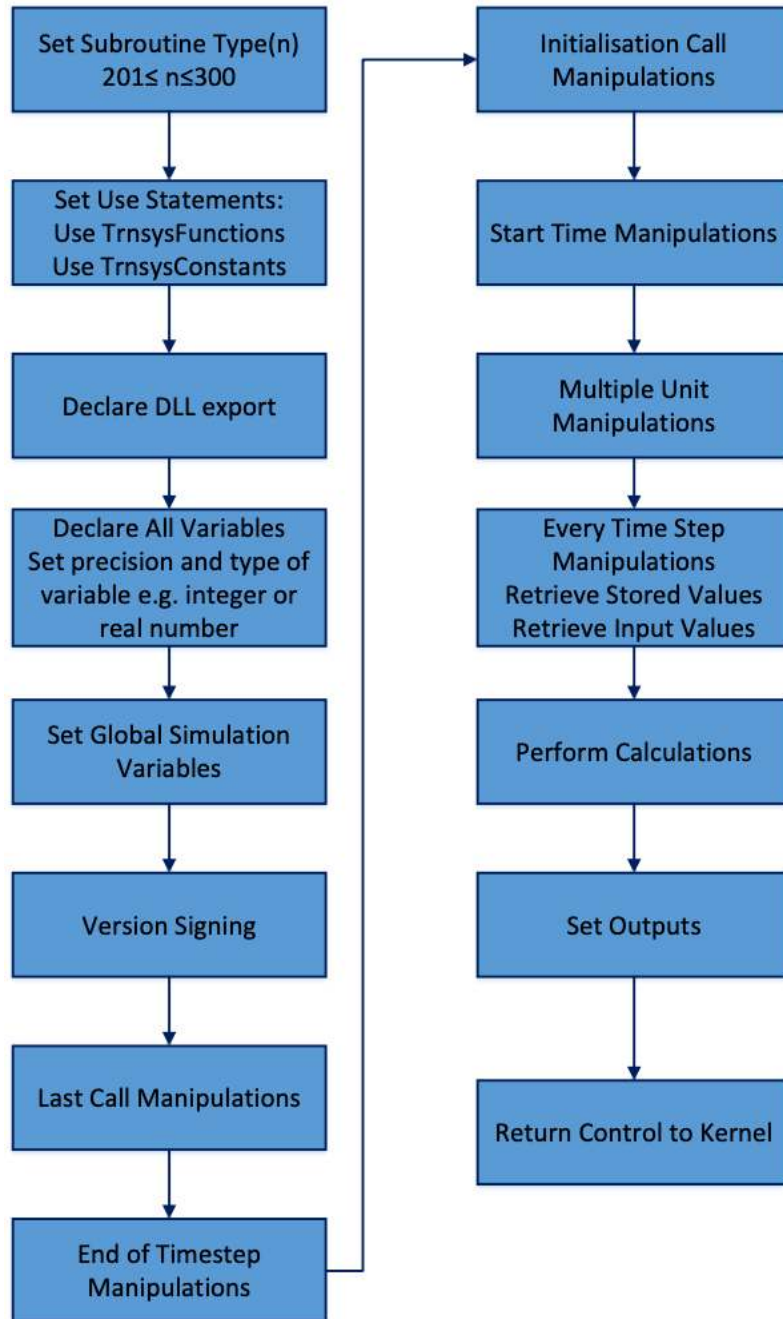 Set Subroutine Type(n)
201≤ n≤300
Set Use Statements:
Use TrnsysFunctions
Use TrnsysConstants
Declare DLL export
Declare All Variables
Set precision and type of
variable e.g. integer or
real number
Set Global Simulation
Variables
Version Signing
Last Call Manipulations
End of Timestep
Manipulations
Initialisation Call
Manipulations
Start Time Manipulations
Multiple Unit
Manipulations
Every Time Step
Manipulations
Retrieve Stored Values
Retrieve Input Values
Perform Calculations
Set Outputs
Return Control to Kernel